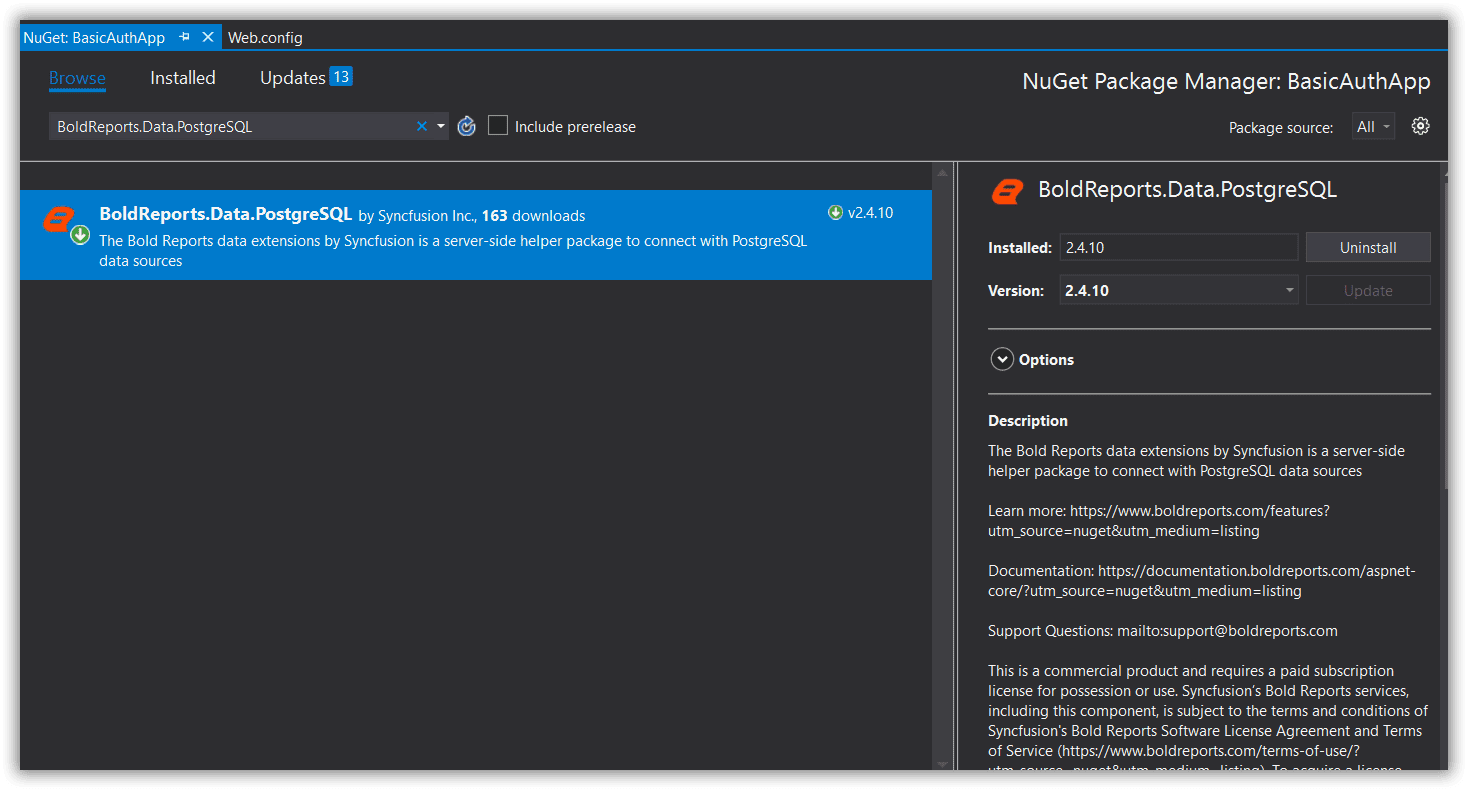 NuGet: BasicAuthApp
Web.config
Browse
Installed
Updates 13
NuGet Package Manager: BasicAuthApp
BoldReports.Data.PostgreSQL
Include prerelease
Package source: All
BoldReports.Data.PostgreSQL by Syncfusion Inc., 163 downloads
v2.4.10
The Bold Reports data extensions by Syncfusion is a server-side helper package to connect with PostgreSQL
data sources
BoldReports.Data.PostgreSQL
Installed: 2.4.10 Uninstall
Version: 2.4.10 Update
Options
Description
The Bold Reports data extensions by Syncfusion is a server-side
helper package to connect with PostgreSQL data sources
Learn more: https://www.boldreports.com/features?
utm_source=nuget&utm_medium=listing
Documentation: https://documentation.boldreports.com/aspnet-
core/?utm_source=nuget&utm_medium=listing
Support Questions: mailto:support@boldreports.com
This is a commercial product and requires a paid subscription
license for possession or use. Syncfusion's Bold Reports services,
including this component, is subject to the terms and conditions of
Syncfusion's Bold Reports Software License Agreement and Terms
of Service (https://www.boldreports.com/terms-of-use/?
utm_source=nuget&utm_medium=listing). To acquire a license,